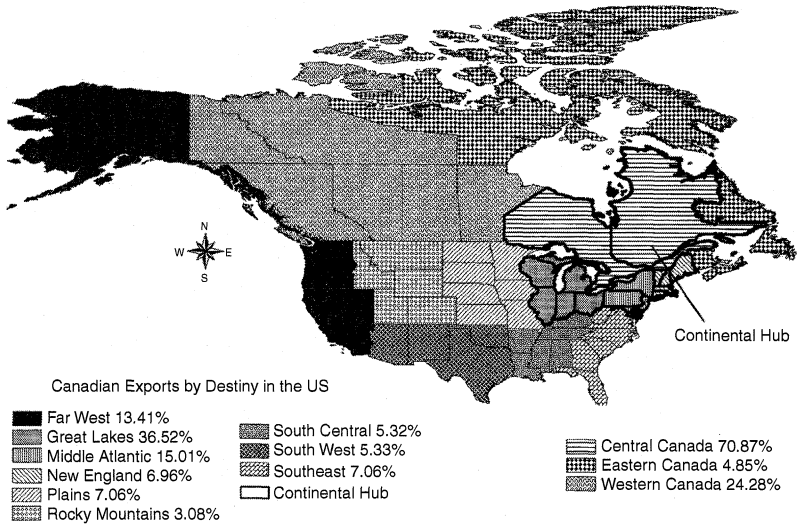 N
W E
S
Continental Hub
Canadian Exports by Destiny in the US
Far West 13.41%
Great Lakes 36.52%
Middle Atlantic 15.01%
New England 6.96%
Plains 7.06%
Rocky Mountains 3.08%
South Central 5.32%
South West 5.33%
Southeast 7.06%
Continental Hub
Central Canada 70.87%
Eastern Canada 4.85%
Western Canada 24.28%